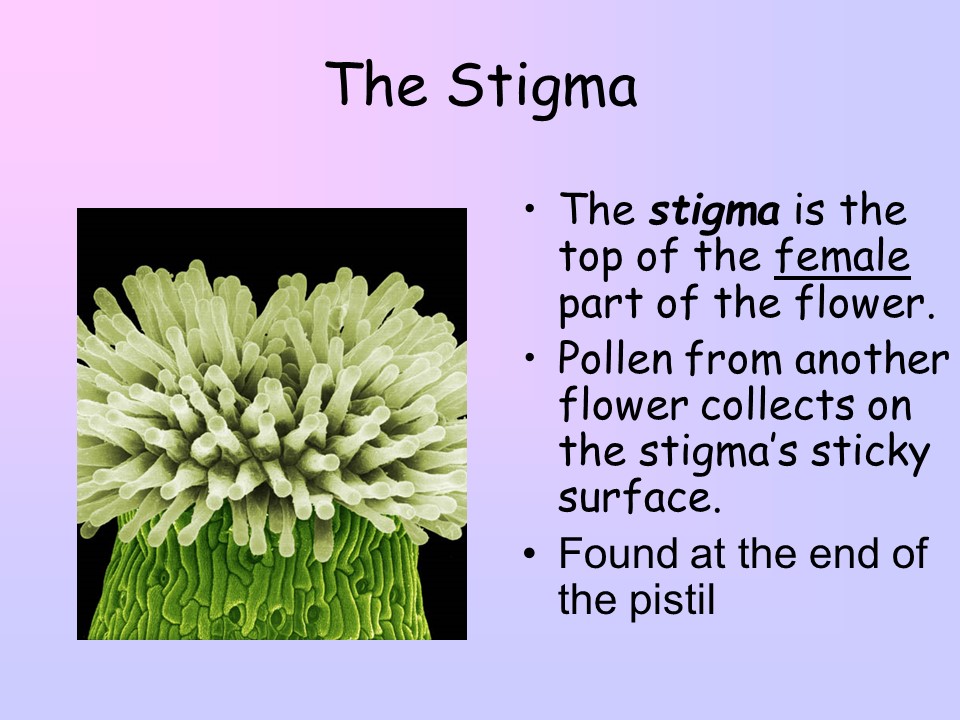 The Stigma
• The stigma is the
top of the female
part of the flower.
• Pollen from another
flower collects on
the stigma’s sticky
surface.
• Found at the end of
the pistil